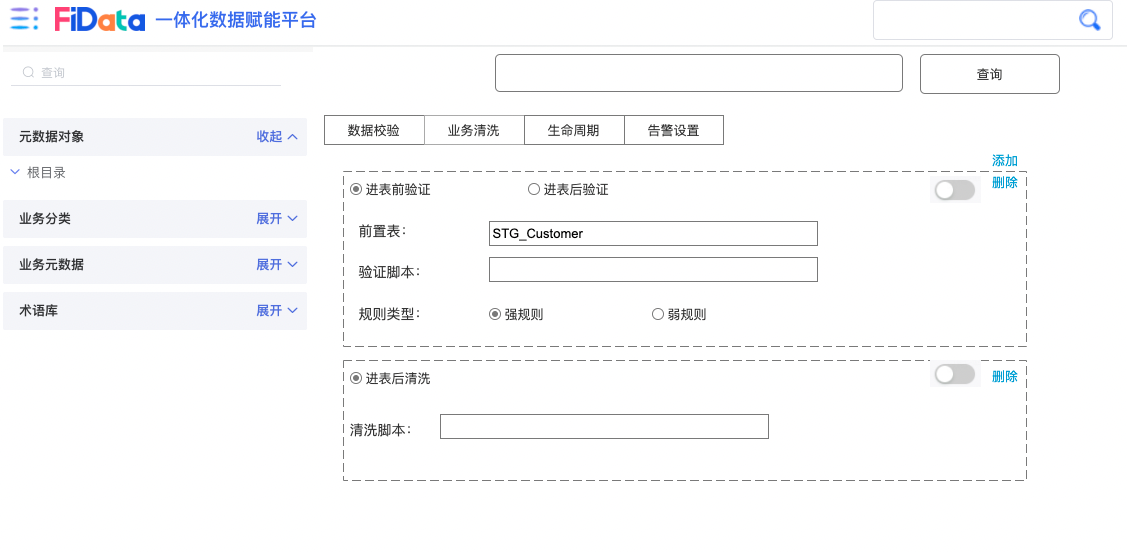 FiData 一体化数据赋能平台
查询
查询
元数据对象 收起
根目录
业务分类 展开
业务元数据 展开
术语库 展开
数据校验 业务清洗 生命周期 告警设置
添加
进表前验证 进表后验证 删除
前置表: STG_Customer
验证脚本:
规则类型: 强规则 弱规则
进表后清洗 删除
清洗脚本: